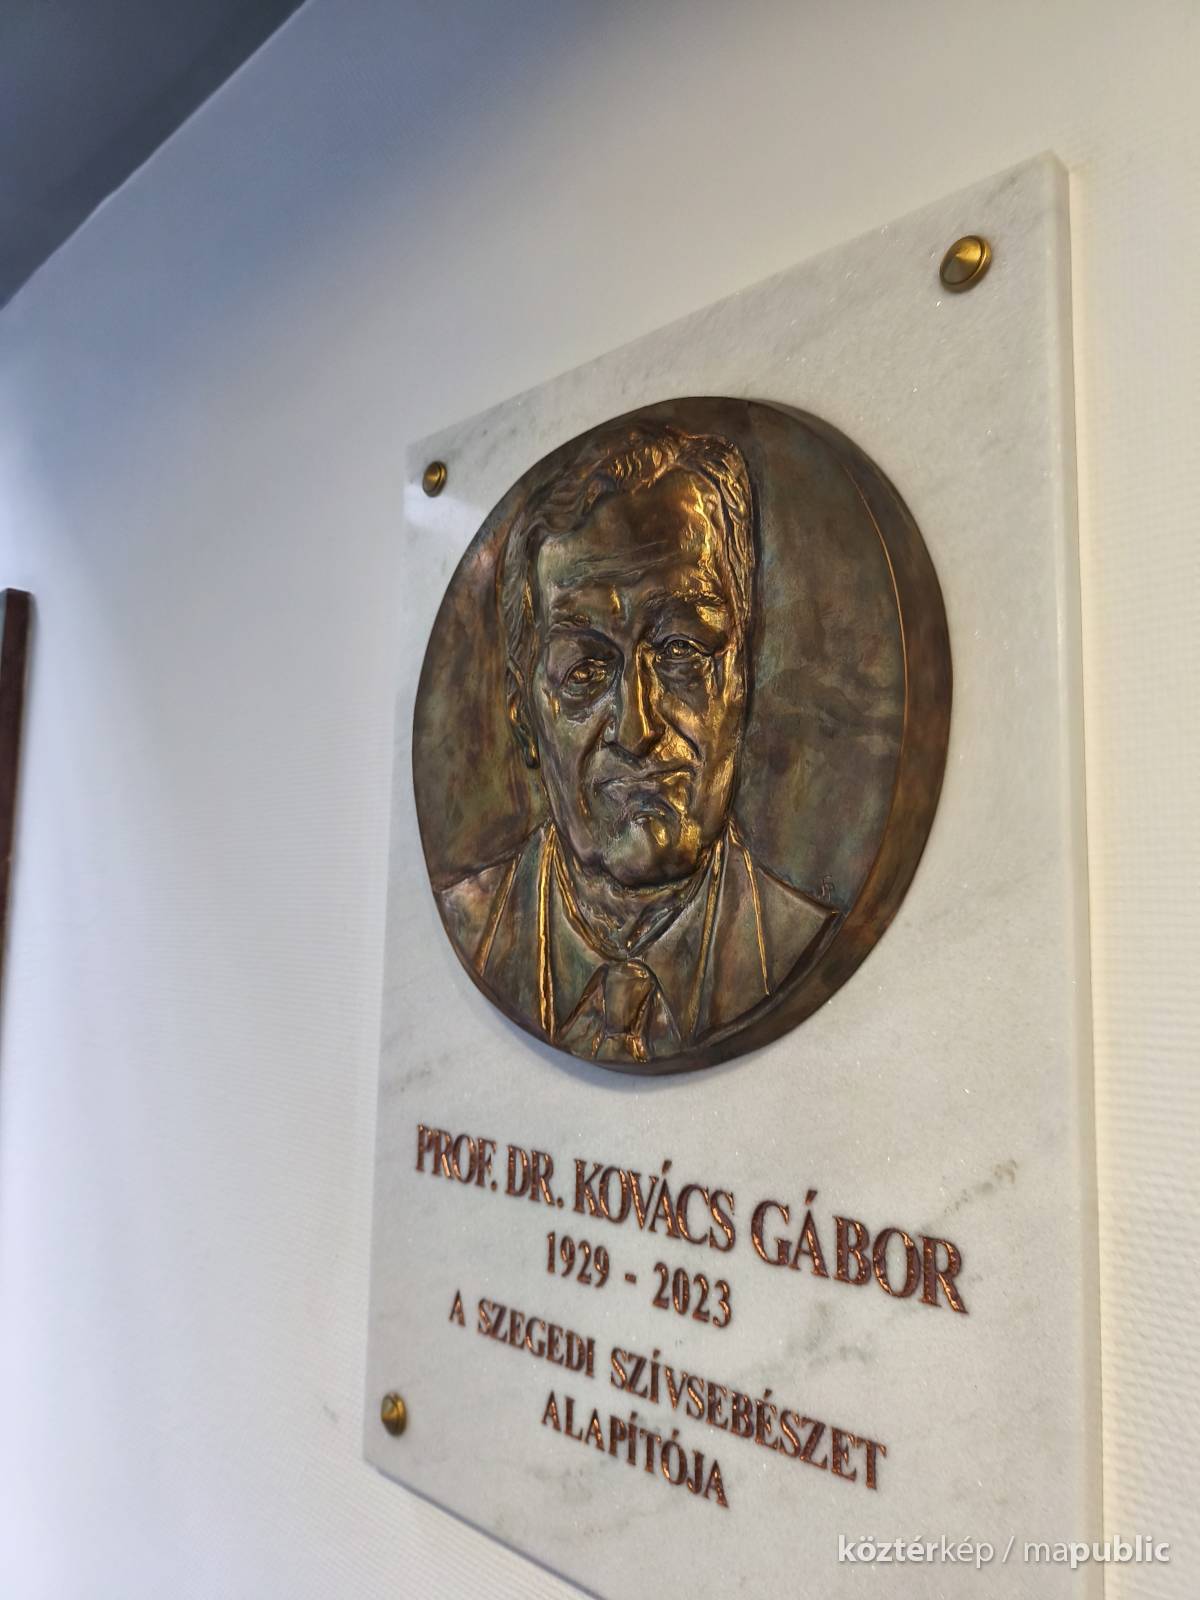 PROF. DR. KOVÁCS GÁBOR
1929 - 2023
A SZEGEDI SZÍVSEBÉSZET
ALAPÍTÓJA
köztérkép / mapublic